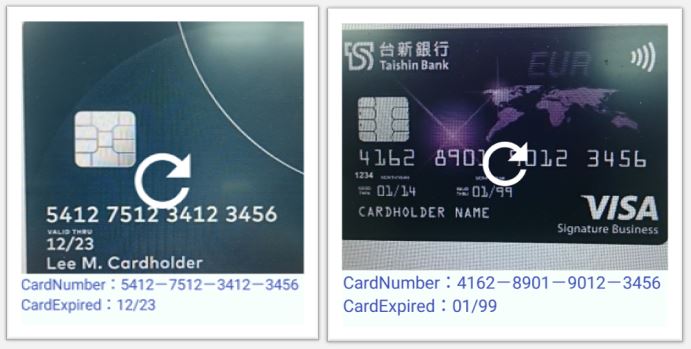 5412 7512 3412 3456
VALID THRU
12/23
Lee M. Cardholder
CardNumber：5412－7512－3412－3456
CardExpired：12/23
台新銀行
Taishin Bank
EUR
4162 8901 9012 3456
1234
01/14
01/99
CARDHOLDER NAME
VISA
Signature Business
CardNumber：4162－8901－9012－3456
CardExpired：01/99